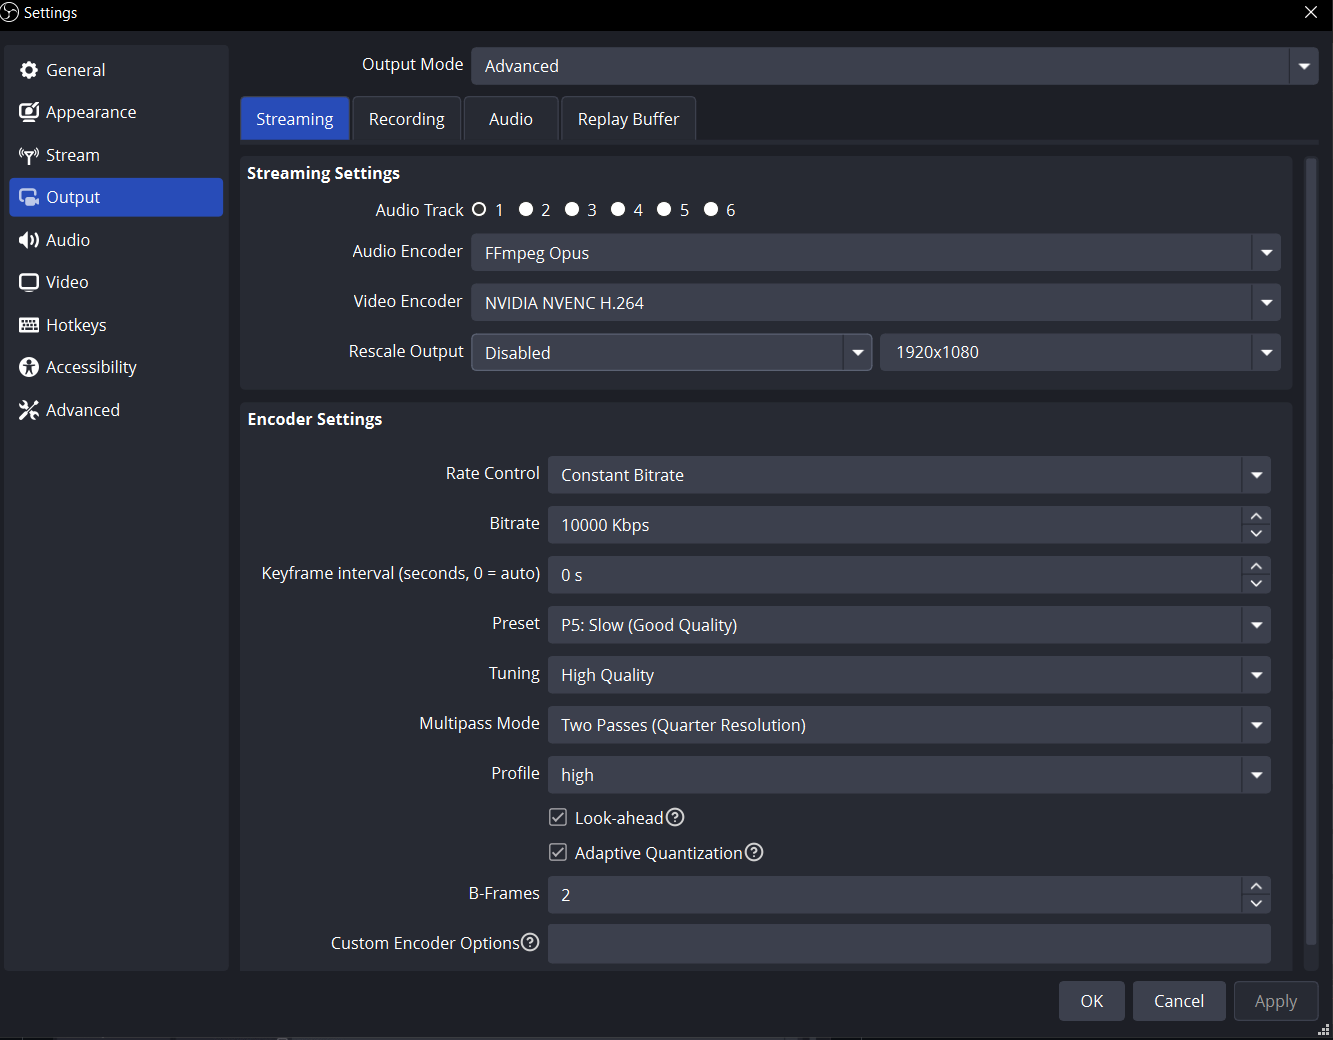 Settings
General
Appearance
Stream
Output
Audio
Video
Hotkeys
Accessibility
Advanced
Output Mode Advanced
Streaming Recording Audio Replay Buffer
Streaming Settings
Audio Track 1 2 3 4 5 6
Audio Encoder FFmpeg Opus
Video Encoder NVIDIA NVENC H.264
Rescale Output Disabled 1920x1080
Encoder Settings
Rate Control Constant Bitrate
Bitrate 10000 Kbps
Keyframe interval (seconds, 0 = auto) 0 s
Preset P5: Slow (Good Quality)
Tuning High Quality
Multipass Mode Two Passes (Quarter Resolution)
Profile high
Look-ahead ?
Adaptive Quantization ?
B-Frames 2
Custom Encoder Options ?
OK Cancel Apply